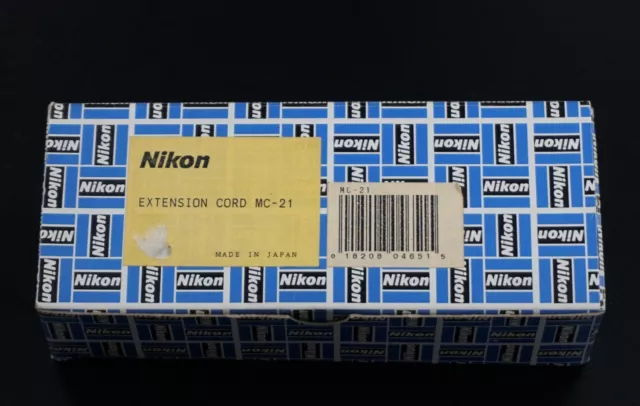 Nikon
EXTENSION CORD MC-21
MADE IN JAPAN
MC-21
0 18208 04651 5